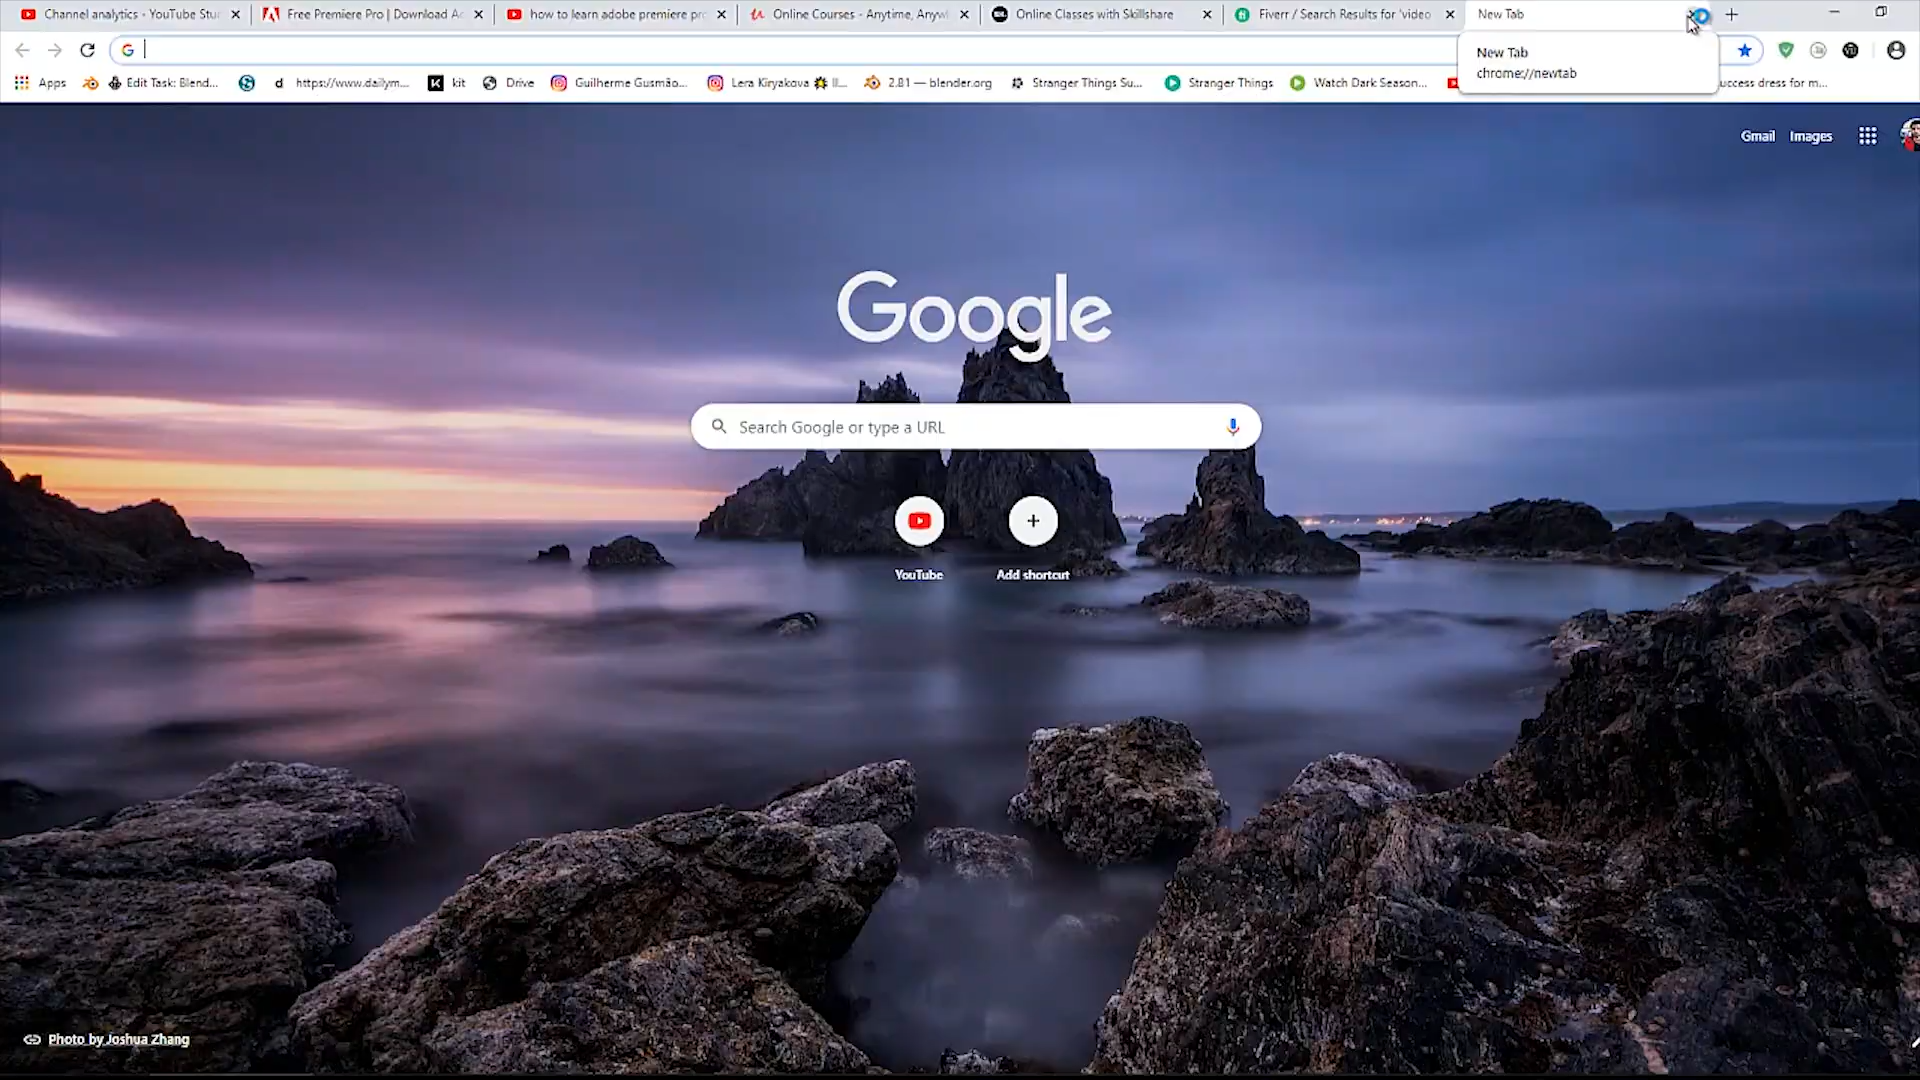 Channel analytics - YouTube Stu
Free Premiere Pro | Download A
how to learn adobe premiere pr
Online Courses - Anytime, Anyw
Online Classes with Skillshare
Fiverr / Search Results for 'video
New Tab
New Tab
chrome://newtab
Apps
Edit Task: Blend...
https://www.dailym...
kit
Drive
Guilherme Gusmão...
Lera Kiryakova
2.81 — blender.org
Stranger Things Su...
Stranger Things
Watch Dark Season...
uccess dress for m...
Gmail
Images
Google
Search Google or type a URL
YouTube
Add shortcut
Photo by Joshua Zhang